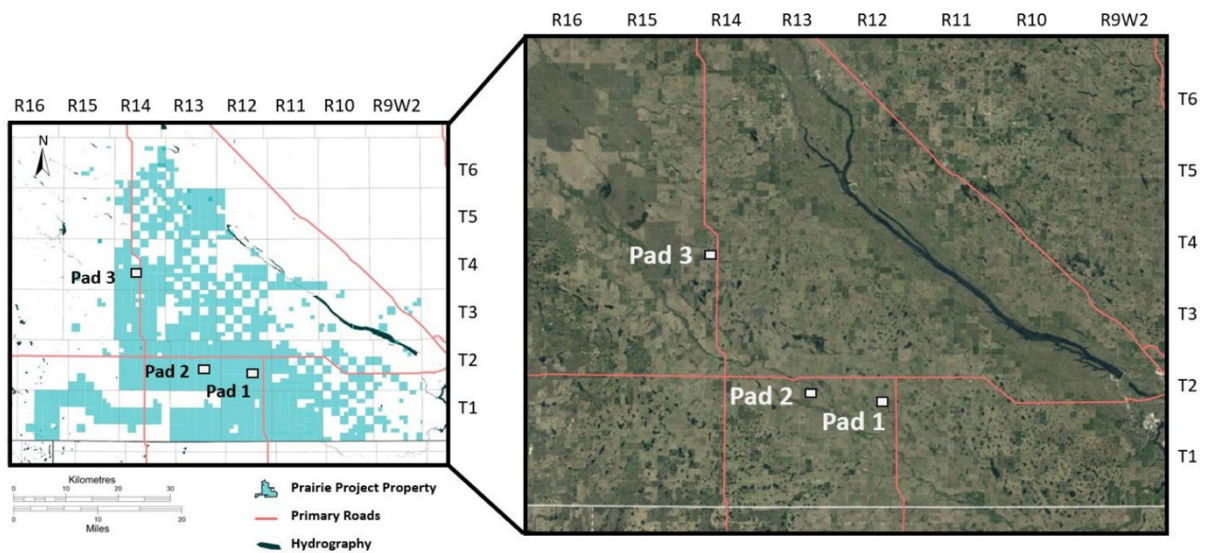 R16 R15 R14 R13 R12 R11 R10 R9W2
N
T6
T5
T4
T3
T2
T1
Pad 3
Pad 2
Pad 1
Kilometres
10 0 10 20 30
10 0 10 20
Miles
Prairie Project Property
Primary Roads
Hydrography
R16 R15 R14 R13 R12 R11 R10 R9W2
T6
T5
T4
T3
T2
T1
Pad 3
Pad 2
Pad 1